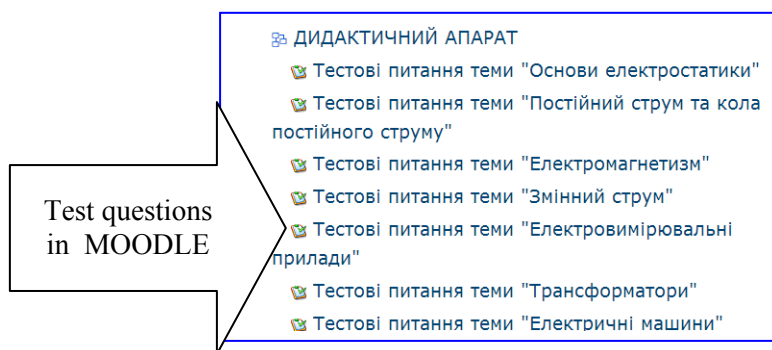 ДИДАКТИЧНИЙ АПАРАТ
Тестові питання теми "Основи електростатики"
Тестові питання теми "Постійний струм та кола
постійного струму"
Тестові питання теми "Електромагнетизм"
Тестові питання теми "Змінний струм"
Тестові питання теми "Електровимірювальні
прилади"
Тестові питання теми "Трансформатори"
Тестові питання теми "Електричні машини"
Test questions
in MOODLE